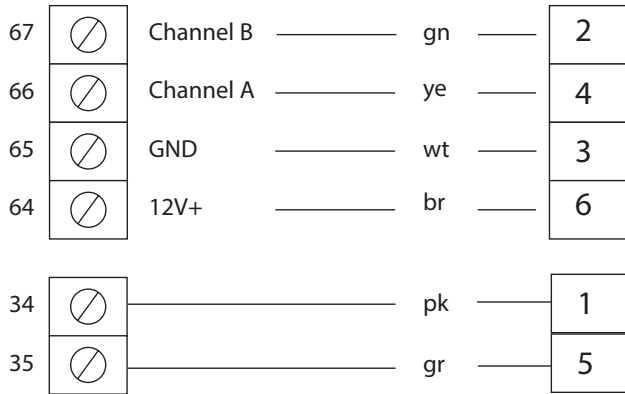 67 Channel B gn 2
66 Channel A ye 4
65 GND wt 3
64 12V+ br 6
34 pk 1
35 gr 5